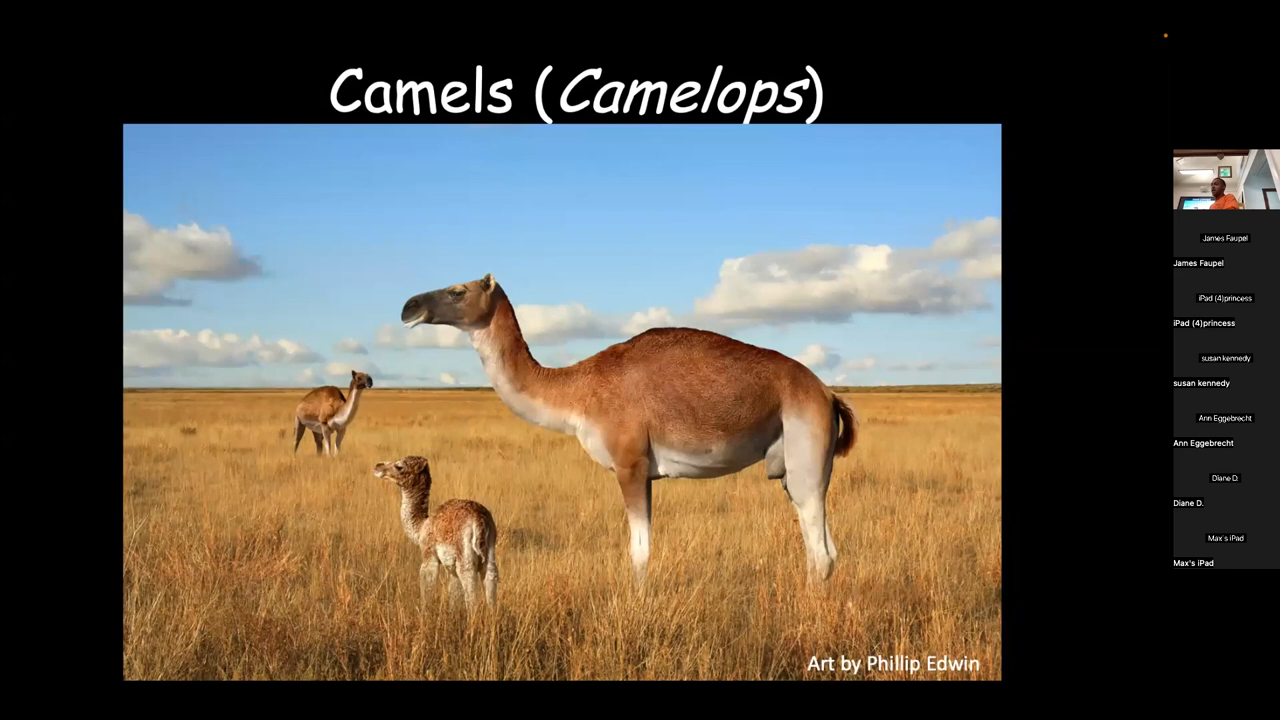 Camels (Camelops)
Art by Phillip Edwin
James Faupel
James Faupel
iPad (4)princess
iPad (4)princess
susan kennedy
susan kennedy
Ann Eggebrecht
Ann Eggebrecht
Diane D.
Diane D.
Max's iPad
Max's iPad